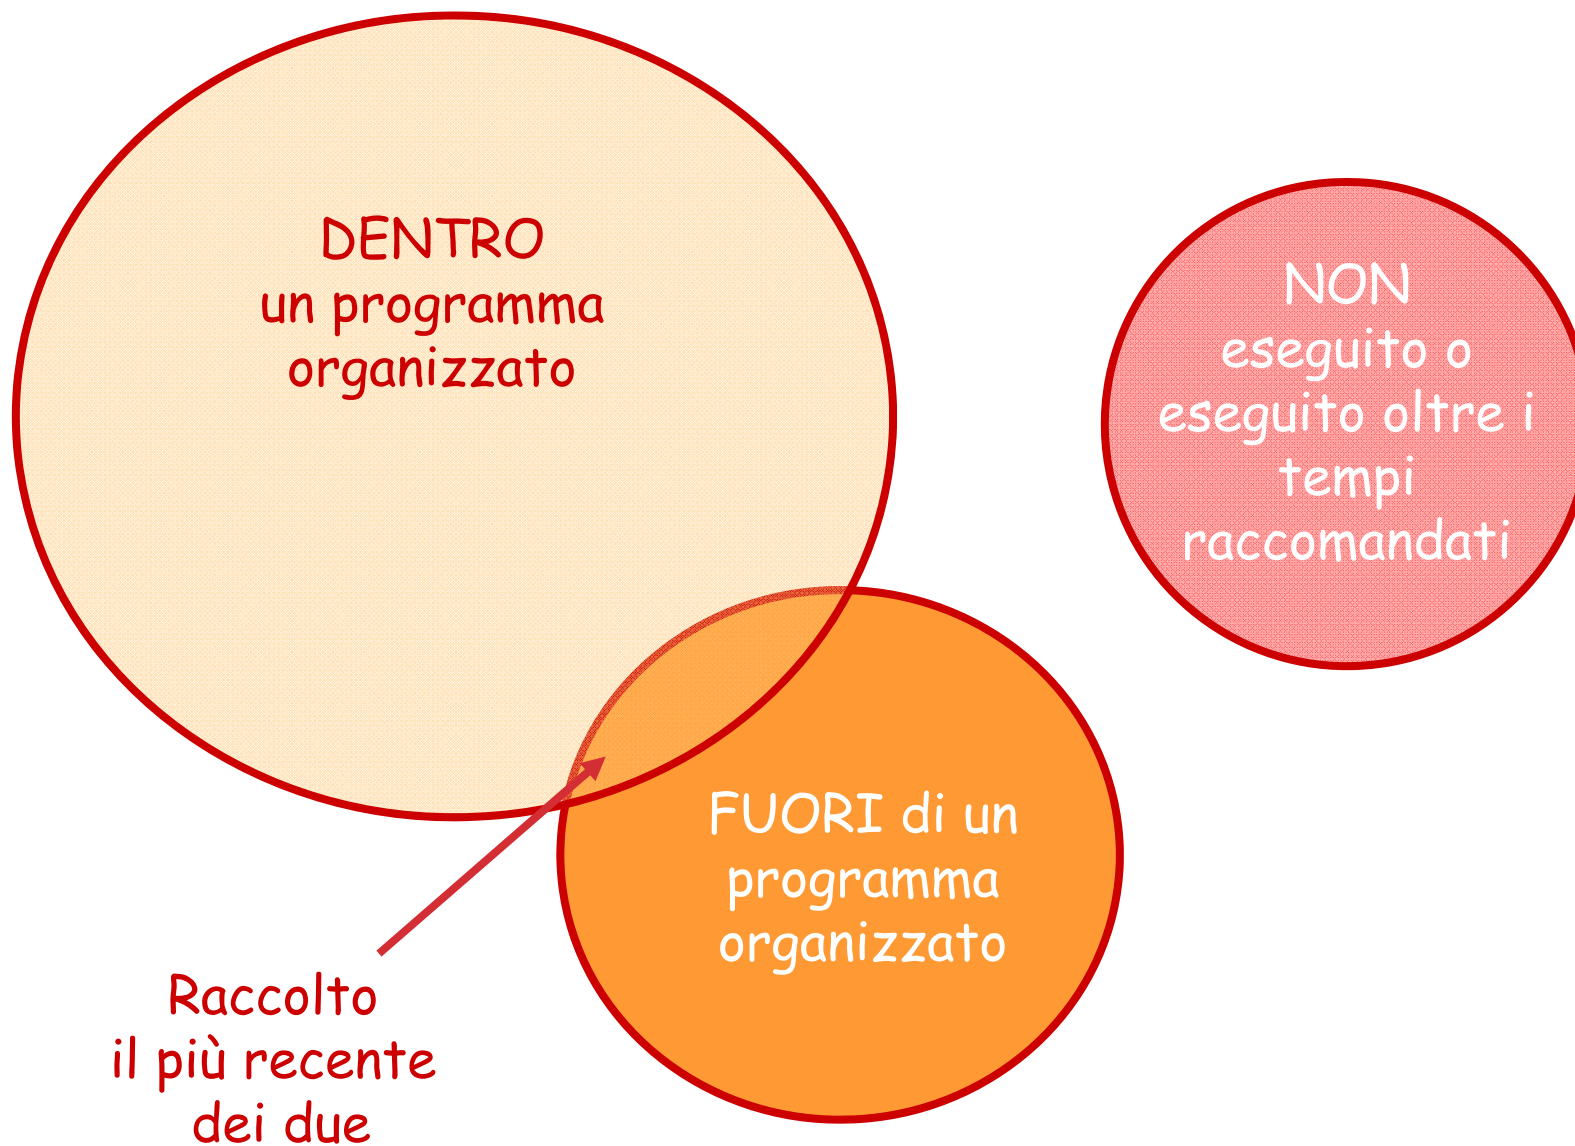 DENTRO
un programma
organizzato
NON
eseguito o
eseguito oltre i
tempi
raccomandati
FUORI di un
programma
organizzato
Raccolto
il più recente
dei due